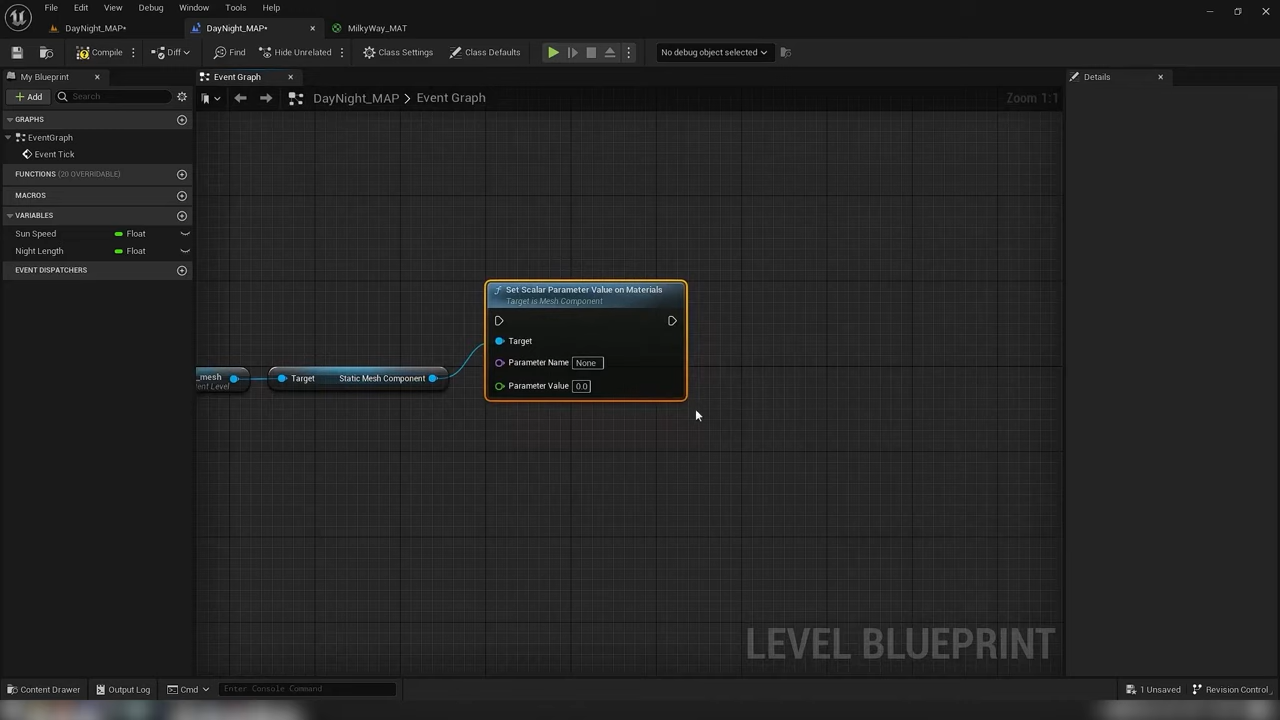 File Edit View Debug Window Tools Help
DayNight_MAP• DayNight_MAP• MilkyWay_MAT
Compile Diff Find Hide Unrelated Class Settings Class Defaults No debug object selected
My Blueprint Event Graph Details
Add Search DayNight_MAP > Event Graph Zoom 1:1
GRAPHS
EventGraph
Event Tick
FUNCTIONS (20 OVERRIDABLE)
MACROS
VARIABLES
Sun Speed Float
Night Length Float
EVENT DISPATCHERS
Set Scalar Parameter Value on Materials
Target is Mesh Component
Target
Parameter Name None
Parameter Value 0.0
_mesh
ent Level
Target Static Mesh Component
LEVEL BLUEPRINT
Content Drawer Output Log Cmd Enter Console Command 1 Unsaved Revision Control